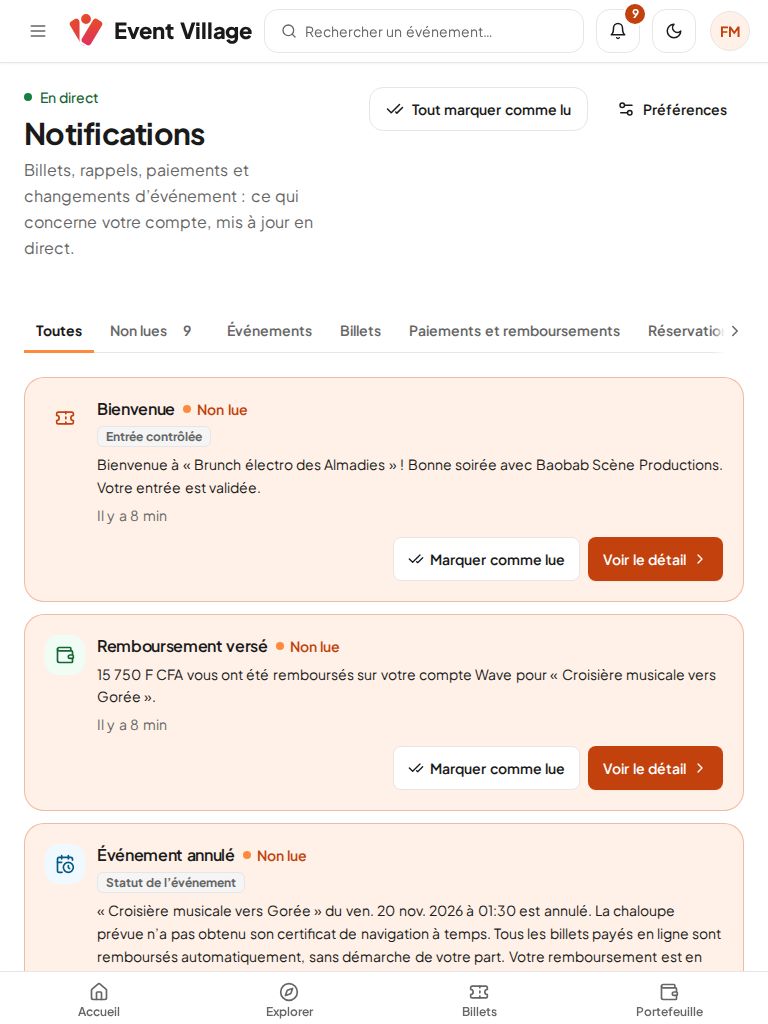 Event Village
Rechercher un événement…
9
FM
En direct
Tout marquer comme lu
Préférences
Notifications
Billets, rappels, paiements et
changements d’événement : ce qui
concerne votre compte, mis à jour en
direct.
Toutes
Non lues 9
Événements
Billets
Paiements et remboursements
Réservatio
Bienvenue
Non lue
Entrée contrôlée
Bienvenue à « Brunch électro des Almadies » ! Bonne soirée avec Baobab Scène Productions.
Votre entrée est validée.
Il y a 8 min
Marquer comme lue
Voir le détail
Remboursement versé
Non lue
15 750 F CFA vous ont été remboursés sur votre compte Wave pour « Croisière musicale vers
Gorée ».
Il y a 8 min
Marquer comme lue
Voir le détail
Événement annulé
Non lue
Statut de l’événement
« Croisière musicale vers Gorée » du ven. 20 nov. 2026 à 01:30 est annulé. La chaloupe
prévue n’a pas obtenu son certificat de navigation à temps. Tous les billets payés en ligne sont
remboursés automatiquement, sans démarche de votre part. Votre remboursement est en
Accueil
Explorer
Billets
Portefeuille